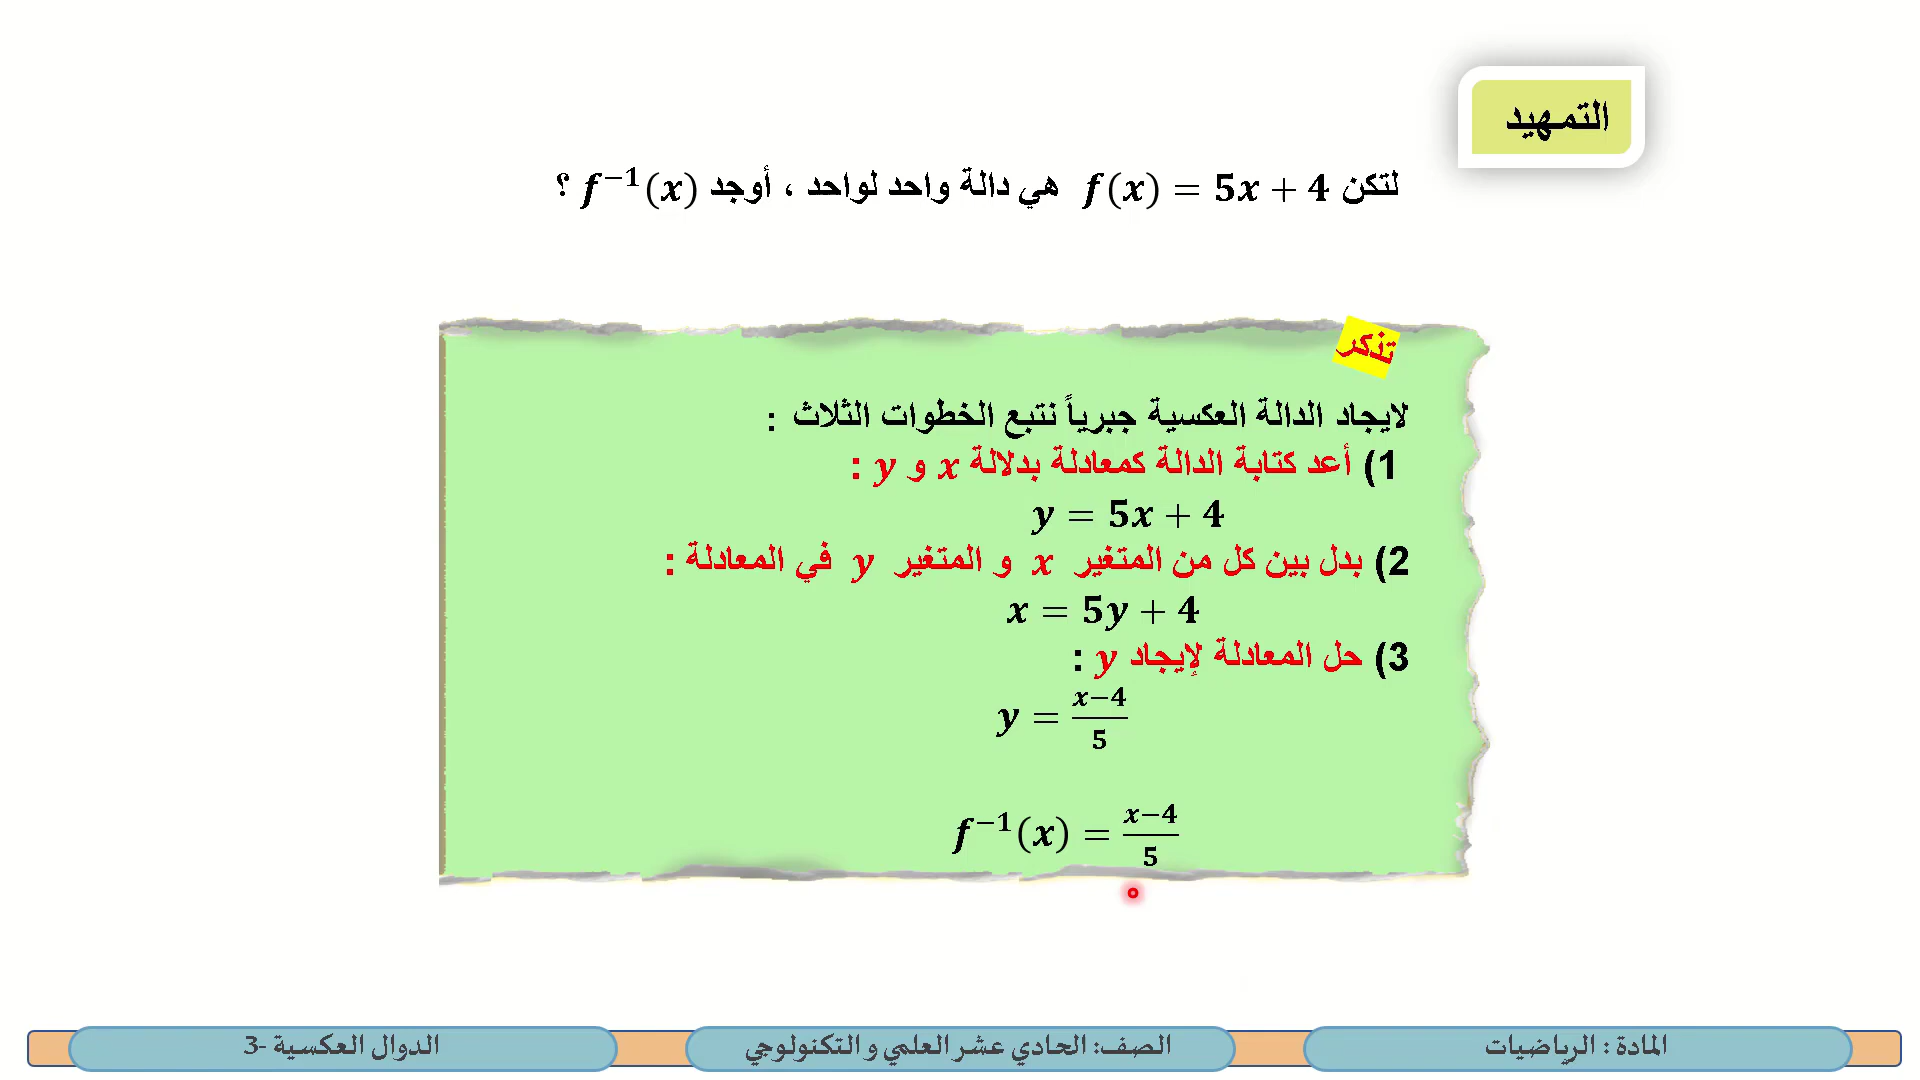 التمهيد
لتكن f(x) = 5x + 4 هي دالة واحد لواحد ، أوجد f⁻¹(x) ؟
تذكر
لايجاد الدالة العكسية جبرياً نتبع الخطوات الثلاث :
1) أعد كتابة الدالة كمعادلة بدلالة x و y :
y = 5x + 4
2) بدل بين كل من المتغير x و المتغير y في المعادلة :
x = 5y + 4
3) حل المعادلة لإيجاد y :
y = \frac{x-4}{5}
f⁻¹(x) = \frac{x-4}{5}
المادة : الرياضيات
الصف: الحادي عشر العلمي و التكنولوجي
الدوال العكسية -3